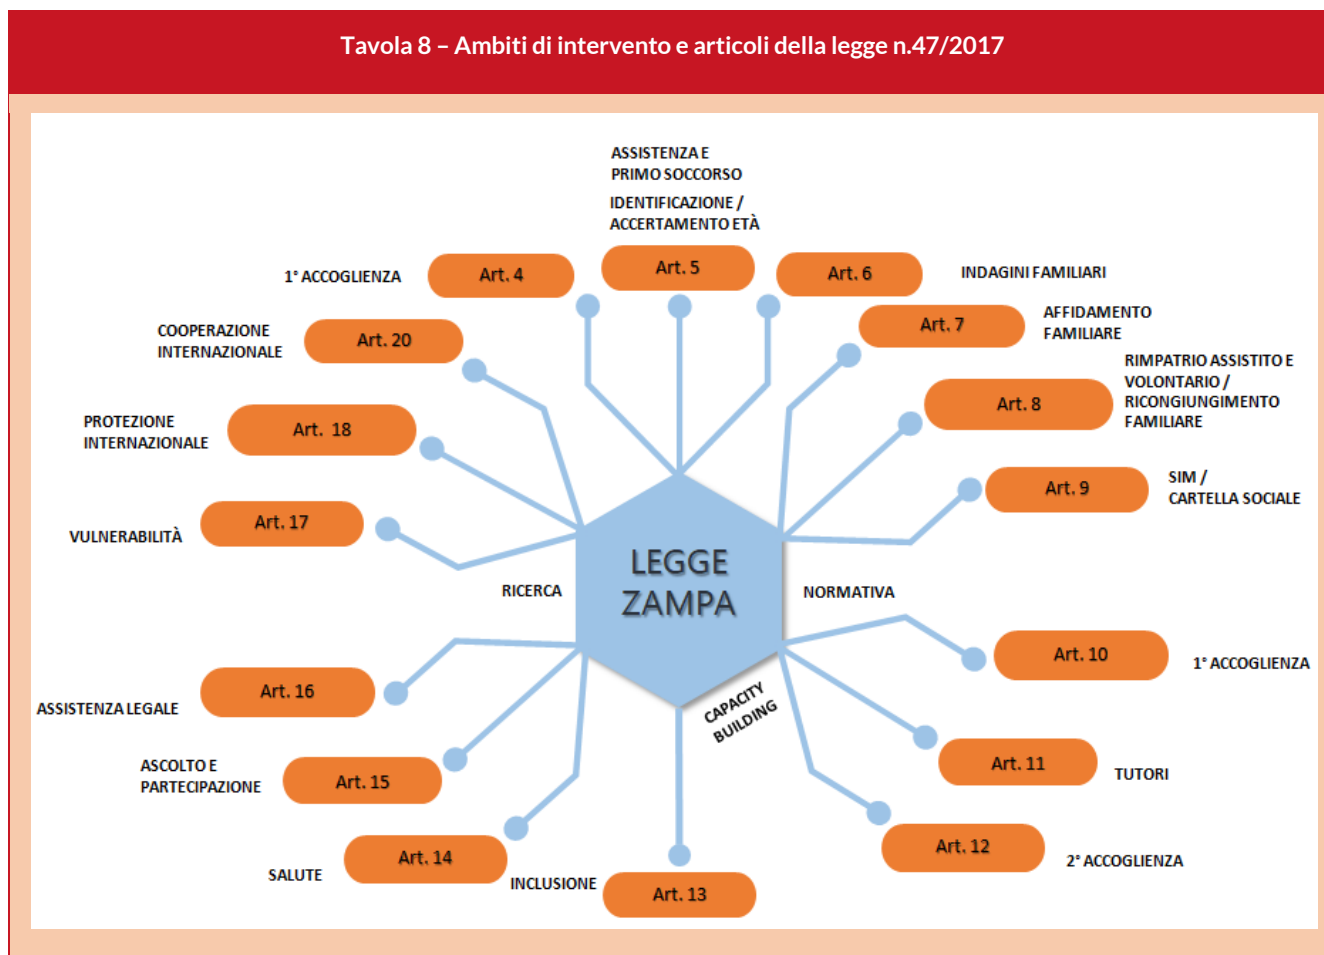 Tavola 8 – Ambiti di intervento e articoli della legge n.47/2017
ASSISTENZA E
PRIMO SOCCORSO
IDENTIFICAZIONE /
ACCERTAMENTO ETÀ
1° ACCOGLIENZA
Art. 4
Art. 5
Art. 6
INDAGINI FAMILIARI
COOPERAZIONE
INTERNAZIONALE
Art. 20
Art. 7
AFFIDAMENTO
FAMILIARE
PROTEZIONE
INTERNAZIONALE
Art. 18
Art. 8
RIMPATRIO ASSISTITO E
VOLONTARIO /
RICONGIUNGIMENTO
FAMILIARE
VULNERABILITÀ
Art. 17
Art. 9
SIM /
CARTELLA SOCIALE
RICERCA
LEGGE
ZAMPA
NORMATIVA
ASSISTENZA LEGALE
Art. 16
CAPACITY
BUILDING
Art. 10
1° ACCOGLIENZA
ASCOLTO E
PARTECIPAZIONE
Art. 15
Art. 11
TUTORI
SALUTE
Art. 14
INCLUSIONE
Art. 13
Art. 12
2° ACCOGLIENZA